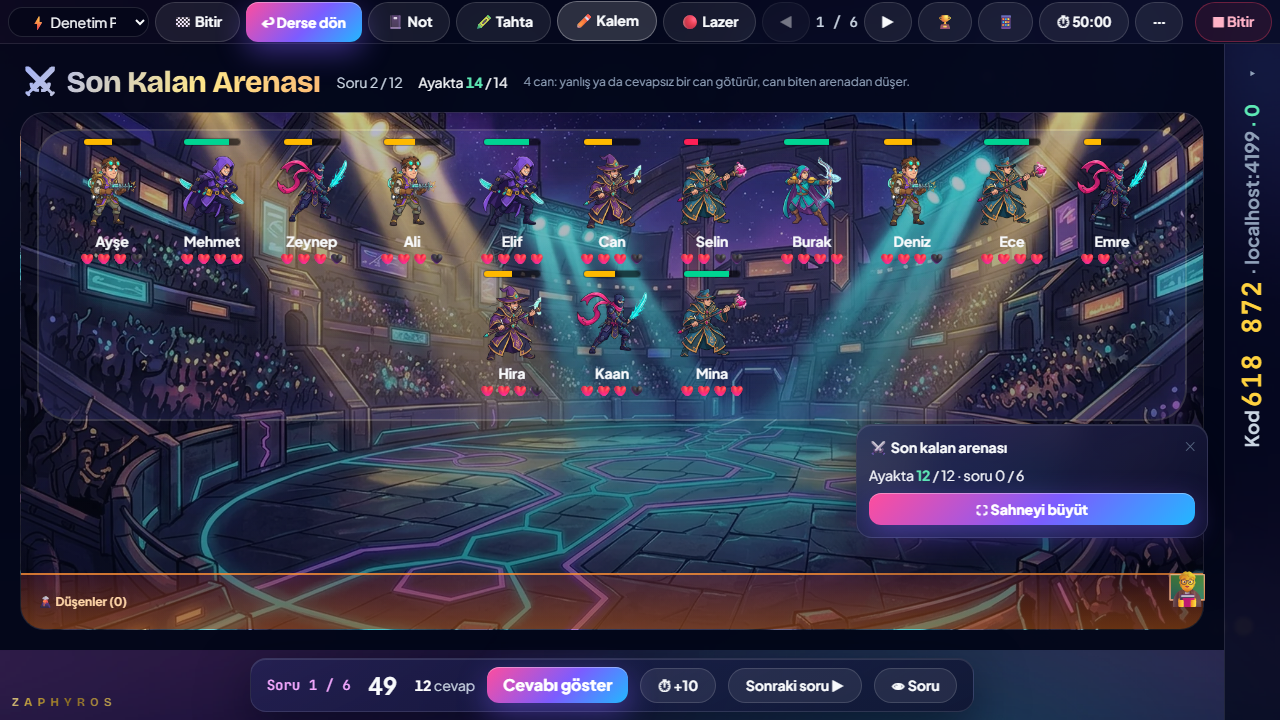 Denetim F
Bitir
Derse dön
Not
Tahta
Kalem
Lazer
1 / 6
50:00
Bitir
Son Kalan Arenası
Soru 2 / 12
Ayakta 14 / 14
4 can: yanlış ya da cevapsız bir can götürür, canı biten arenadan düşer.
Ayşe Mehmet Zeynep Ali Elif Can Selin Burak Deniz Ece Emre
Hira Kaan Mina
Son kalan arenası
Ayakta 12 / 12 · soru 0 / 6
Sahneyi büyüt
Düşenler (0)
Soru 1 / 6
49
12 cevap
Cevabı göster
+10
Sonraki soru
Soru
ZAPHYROS
Kod 618 872 · localhost:4199 · 0